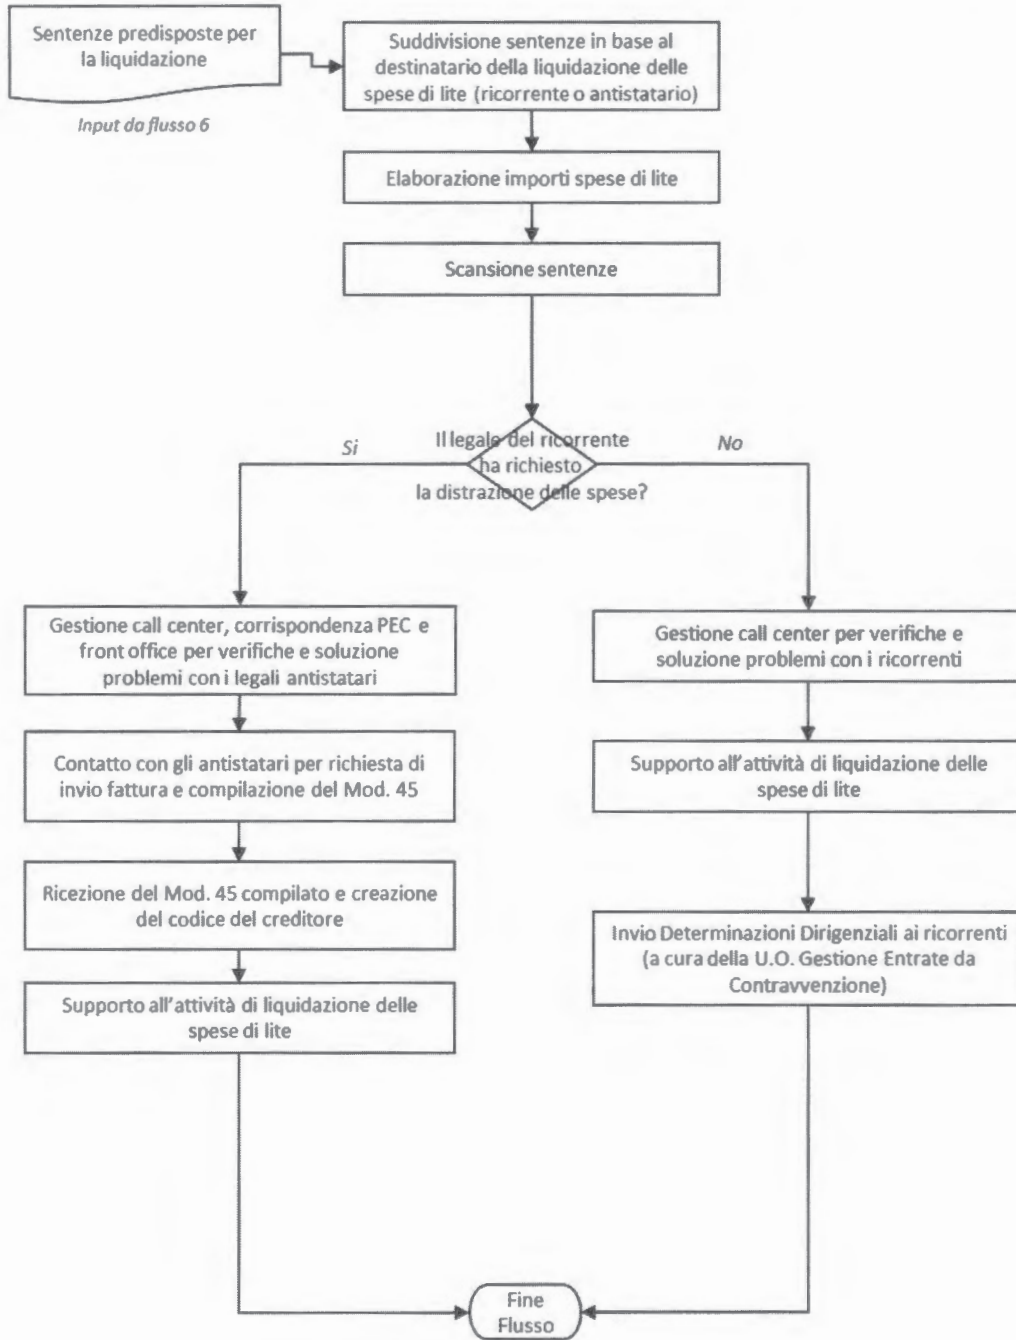 Sentenze predisposte per
la liquidazione
Input da flusso 6
Suddivisione sentenze in base al
destinatario della liquidazione delle
spese di lite (ricorrente o antistatario)
Elaborazione importi spese di lite
Scansione sentenze
Il legale del ricorrente
ha richiesto
la distrazione delle spese?
Si
No
Gestione call center, corrispondenza PEC e
front office per verifiche e soluzione
problemi con i legali antistatari
Contatto con gli antistatari per richiesta di
invio fattura e compilazione del Mod. 45
Ricezione del Mod. 45 compilato e creazione
del codice del creditore
Supporto all'attività di liquidazione delle
spese di lite
Gestione call center per verifiche e
soluzione problemi con i ricorrenti
Supporto all'attività di liquidazione delle
spese di lite
Invio Determinazioni Dirigenziali ai ricorrenti
(a cura della U.O. Gestione Entrate da
Contravvenzione)
Fine
Flusso